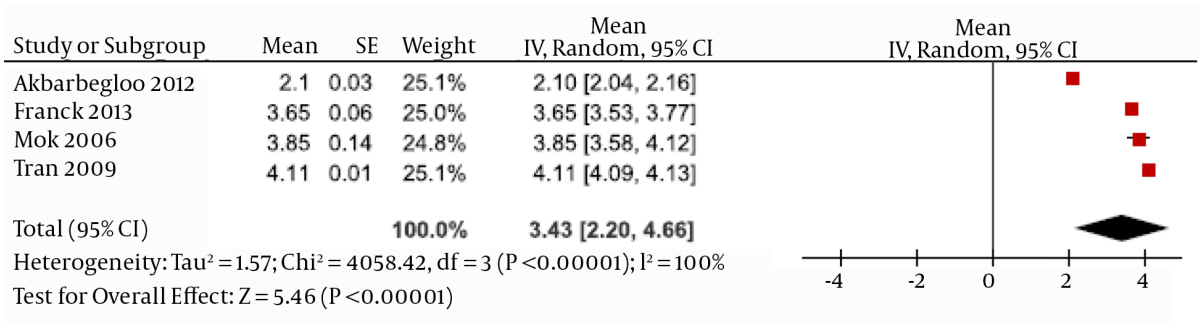 Mean Mean
Study or Subgroup Mean SE Weight IV, Random, 95% CI IV, Random, 95% CI
Akbarbegloo 2012 2.1 0.03 25.1% 2.10 [2.04, 2.16]
Franck 2013 3.65 0.06 25.0% 3.65 [3.53, 3.77]
Mok 2006 3.85 0.14 24.8% 3.85 [3.58, 4.12]
Tran 2009 4.11 0.01 25.1% 4.11 [4.09, 4.13]
Total (95% CI) 100.0% 3.43 [2.20, 4.66]
Heterogeneity: Tau² = 1.57; Chi² = 4058.42, df = 3 (P <0.00001); l² = 100%
Test for Overall Effect: Z = 5.46 (P <0.00001)
-4 -2 0 2 4